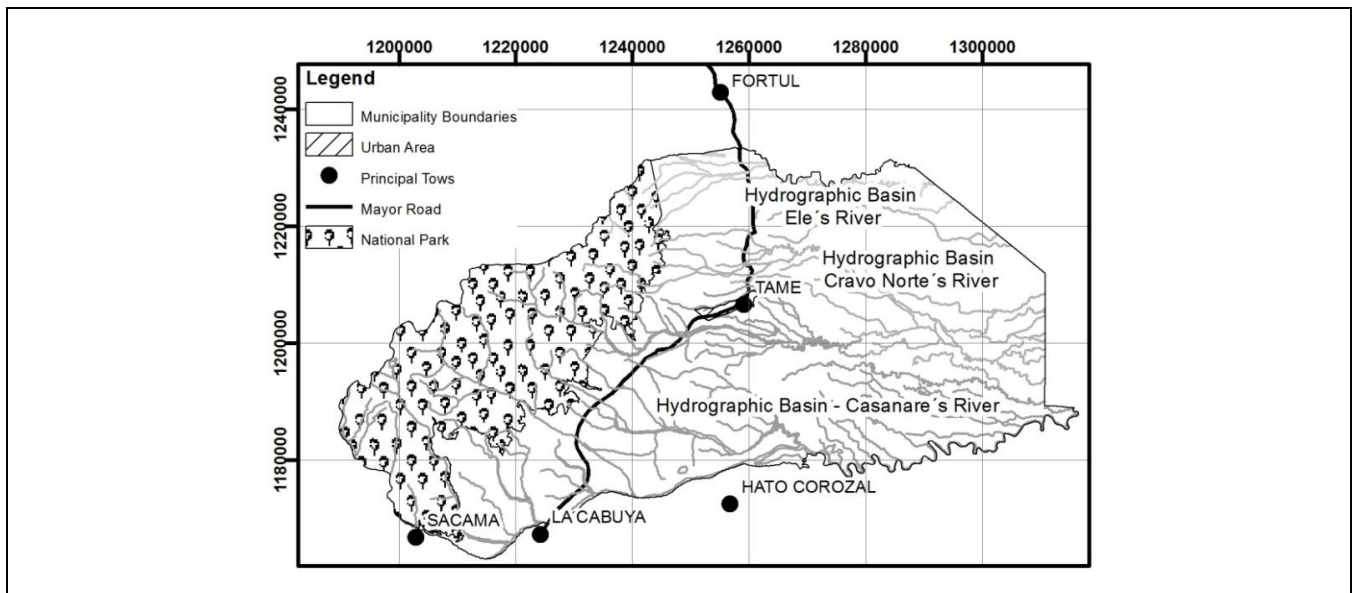 1200000 1220000 1240000 1260000 1280000 1300000
Legend
Municipality Boundaries
Urban Area
Principal Tows
Mayor Road
National Park
1240000
1220000
1200000
1180000
FORTUL
Hydrographic Basin
Ele´s River
Hydrographic Basin
Cravo Norte´s River
TAME
Hydrographic Basin - Casanare´s River
HATO COROZAL
SACAMA
LA CABUYA